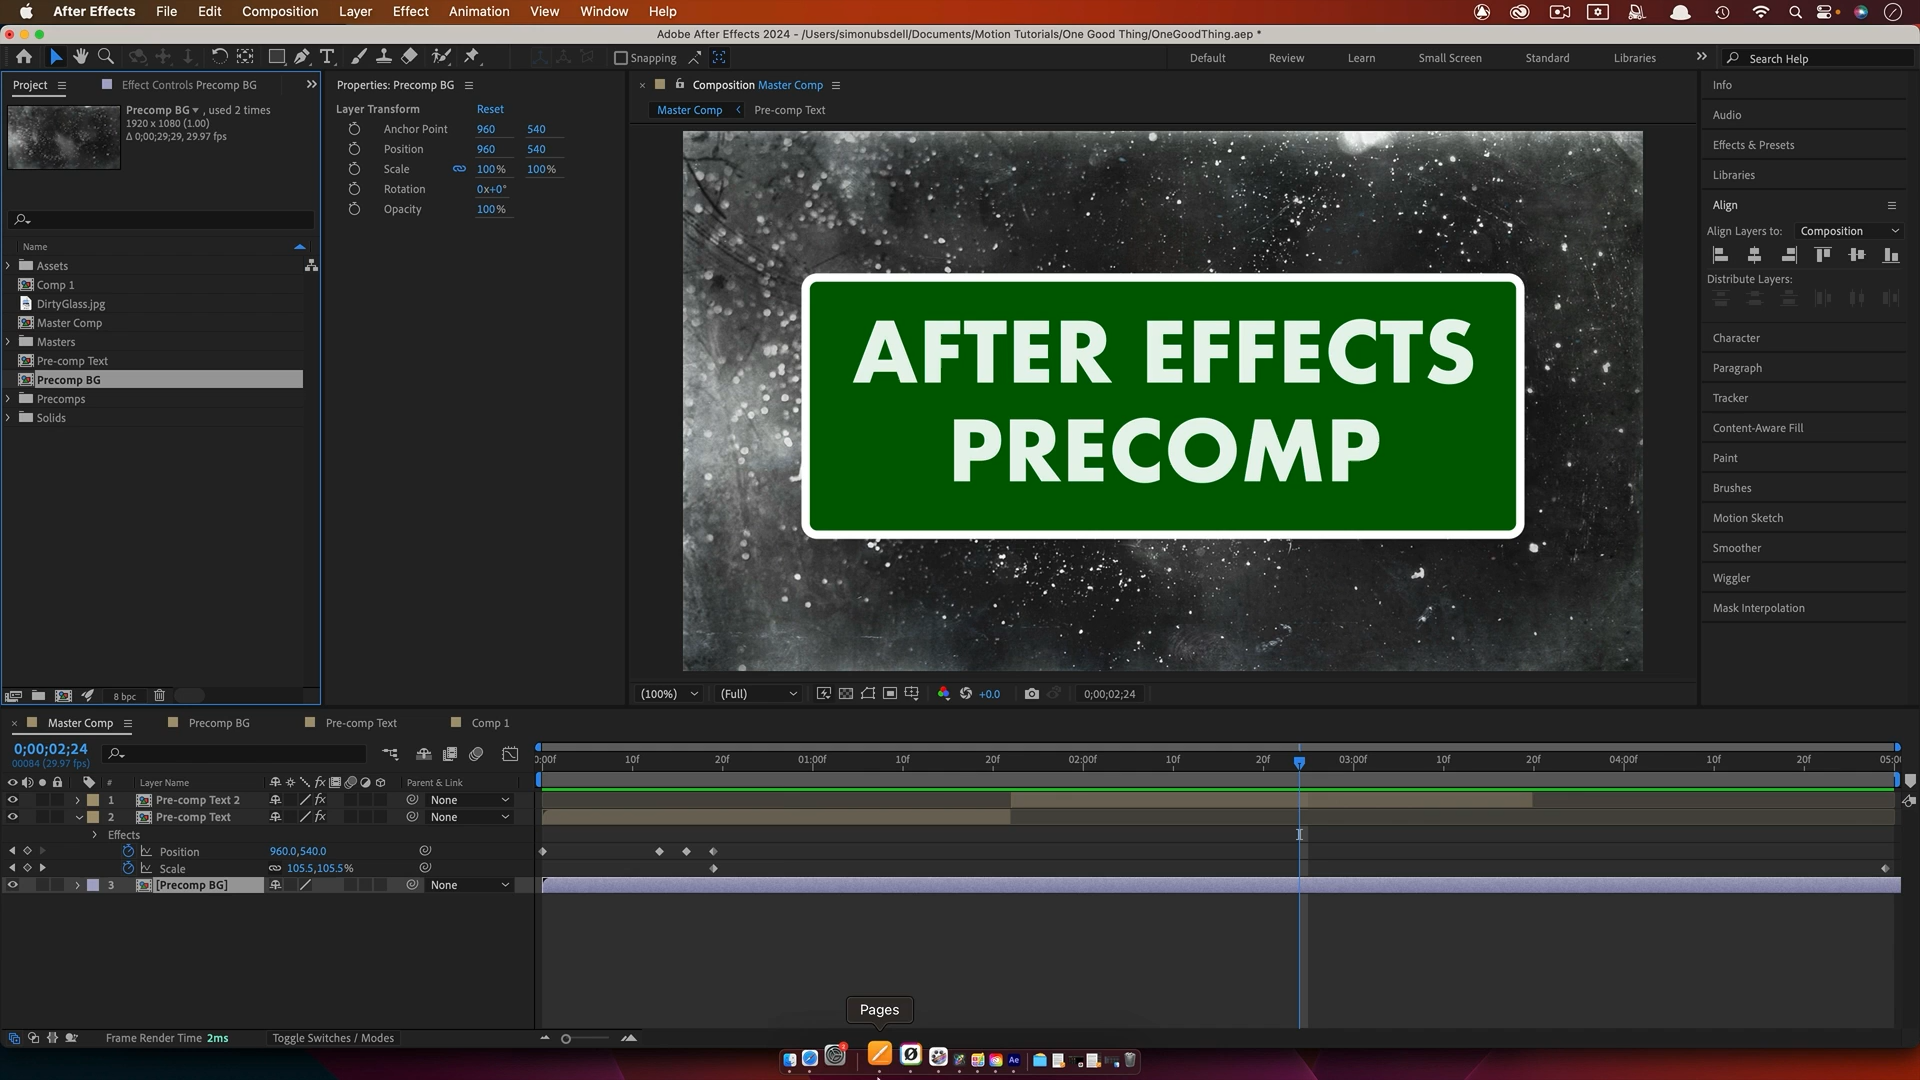 After Effects File Edit Composition Layer Effect Animation View Window Help
Adobe After Effects 2024 - /Users/simonubsdell/Documents/Motion Tutorials/One Good Thing/OneGoodThing.aep *
Snapping Default Review Learn Small Screen Standard Libraries Search Help
Project Effect Controls Precomp BG
Precomp BG , used 2 times
1920 x 1080 (1.00)
Δ 0;00;29;29, 29.97 fps
Name
Assets
Comp 1
DirtyGlass.jpg
Master Comp
Masters
Pre-comp Text
Precomp BG
Precomps
Solids
8 bpc
Properties: Precomp BG
Layer Transform Reset
Anchor Point 960 540
Position 960 540
Scale 100% 100%
Rotation 0x+0°
Opacity 100%
Composition Master Comp
Master Comp Pre-comp Text
AFTER EFFECTS
PRECOMP
(100%) (Full) +0.0 0;00;02;24
Info
Audio
Effects & Presets
Libraries
Align
Align Layers to: Composition
Distribute Layers:
Character
Paragraph
Tracker
Content-Aware Fill
Paint
Brushes
Motion Sketch
Smoother
Wiggler
Mask Interpolation
Master Comp Precomp BG Pre-comp Text Comp 1
0;00;02;24
00084 (29.97 fps)
0:00f 10f 20f 01:00f 10f 20f 02:00f 10f 20f 03:00f 10f 20f 04:00f 10f 20f 05:00
# Layer Name fx Parent & Link
1 Pre-comp Text 2 fx None
2 Pre-comp Text fx None
Effects
Position 960.0,540.0
Scale 105.5,105.5%
3 [Precomp BG] None
Pages
Frame Render Time 2ms Toggle Switches / Modes
Ae